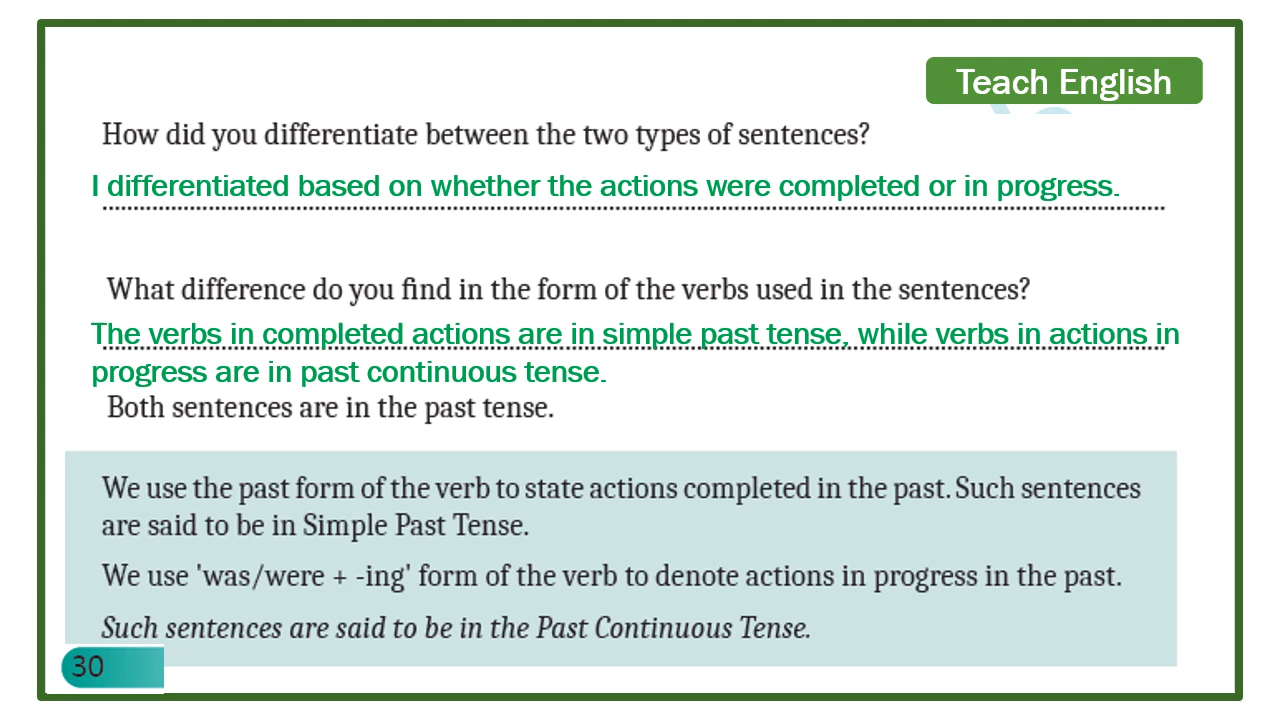 Teach English
How did you differentiate between the two types of sentences?
I differentiated based on whether the actions were completed or in progress.
What difference do you find in the form of the verbs used in the sentences?
The verbs in completed actions are in simple past tense, while verbs in actions in
progress are in past continuous tense.
Both sentences are in the past tense.
We use the past form of the verb to state actions completed in the past. Such sentences
are said to be in Simple Past Tense.
We use 'was/were + -ing' form of the verb to denote actions in progress in the past.
Such sentences are said to be in the Past Continuous Tense.
30